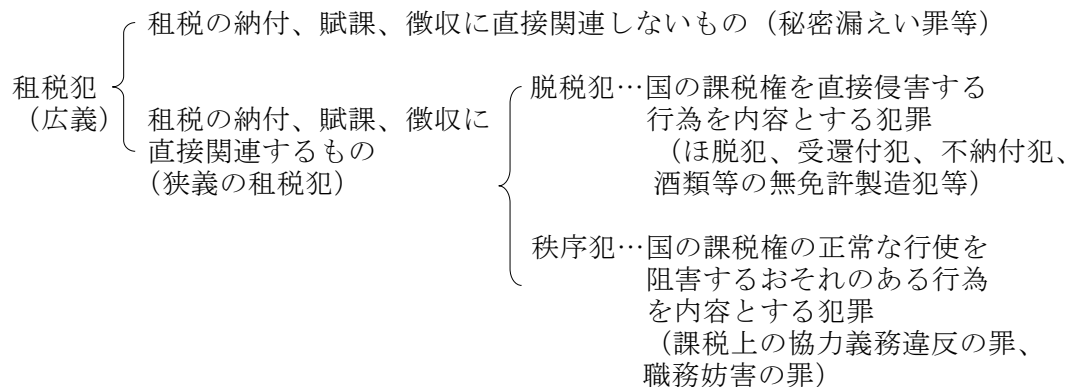 租税の納付、賦課、徴収に直接関連しないもの（秘密漏えい罪等）
租税犯
（広義）
租税の納付、賦課、徴収に
直接関連するもの
（狭義の租税犯）
脱税犯…国の課税権を直接侵害する
行為を内容とする犯罪
（ほ脱犯、受還付犯、不納付犯、
酒類等の無免許製造犯等）
秩序犯…国の課税権の正常な行使を
阻害するおそれのある行為
を内容とする犯罪
（課税上の協力義務違反の罪、
職務妨害の罪）